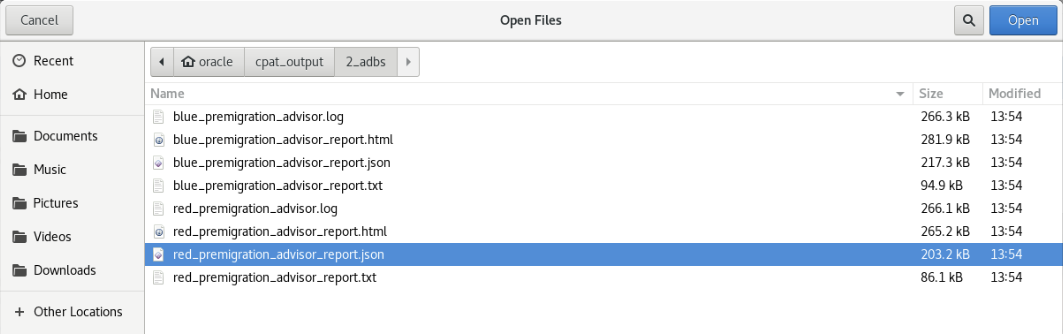 Cancel Open Files Open
Recent
Home
Documents
Music
Pictures
Videos
Downloads
Other Locations
oracle cpat_output 2_adbs
Name Size Modified
blue_premigration_advisor.log 266.3 kB 13:54
blue_premigration_advisor_report.html 281.9 kB 13:54
blue_premigration_advisor_report.json 217.3 kB 13:54
blue_premigration_advisor_report.txt 94.9 kB 13:54
red_premigration_advisor.log 266.1 kB 13:54
red_premigration_advisor_report.html 265.2 kB 13:54
red_premigration_advisor_report.json 203.2 kB 13:54
red_premigration_advisor_report.txt 86.1 kB 13:54